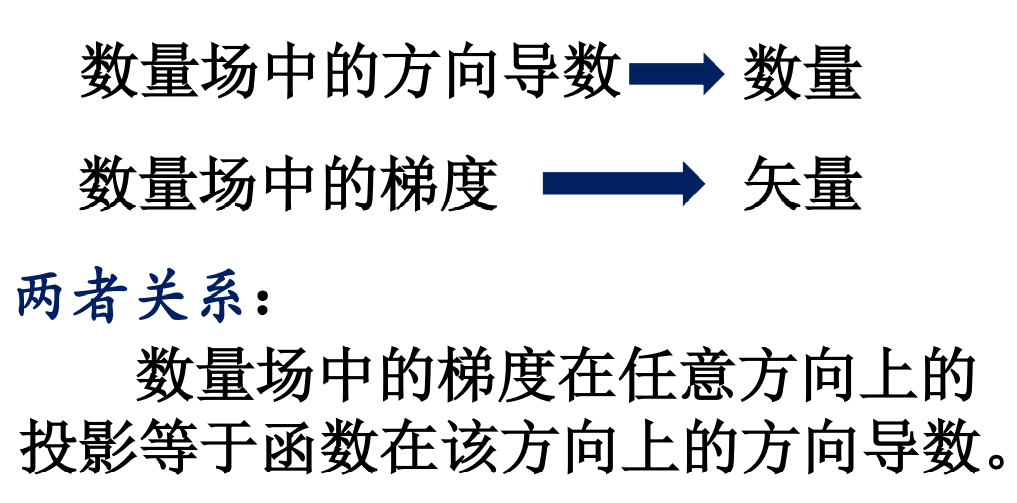 数量场中的方向导数 数量
数量场中的梯度 矢量
两者关系：
数量场中的梯度在任意方向上的
投影等于函数在该方向上的方向导数。